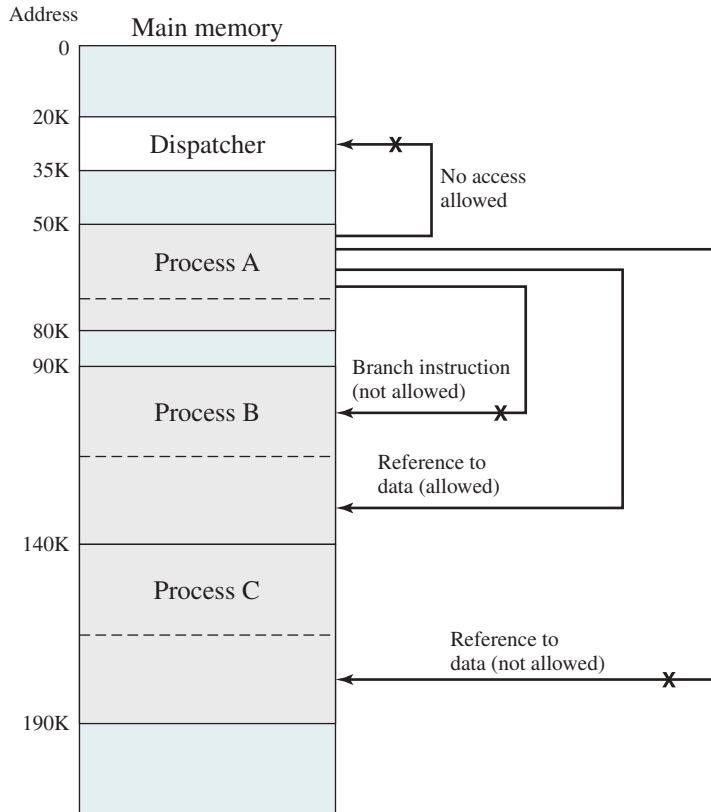 Address
Main memory
0
20K
Dispatcher
35K
No access
allowed
50K
Process A
80K
90K
Branch instruction
(not allowed)
Process B
Reference to
data (allowed)
140K
Process C
Reference to
data (not allowed)
190K